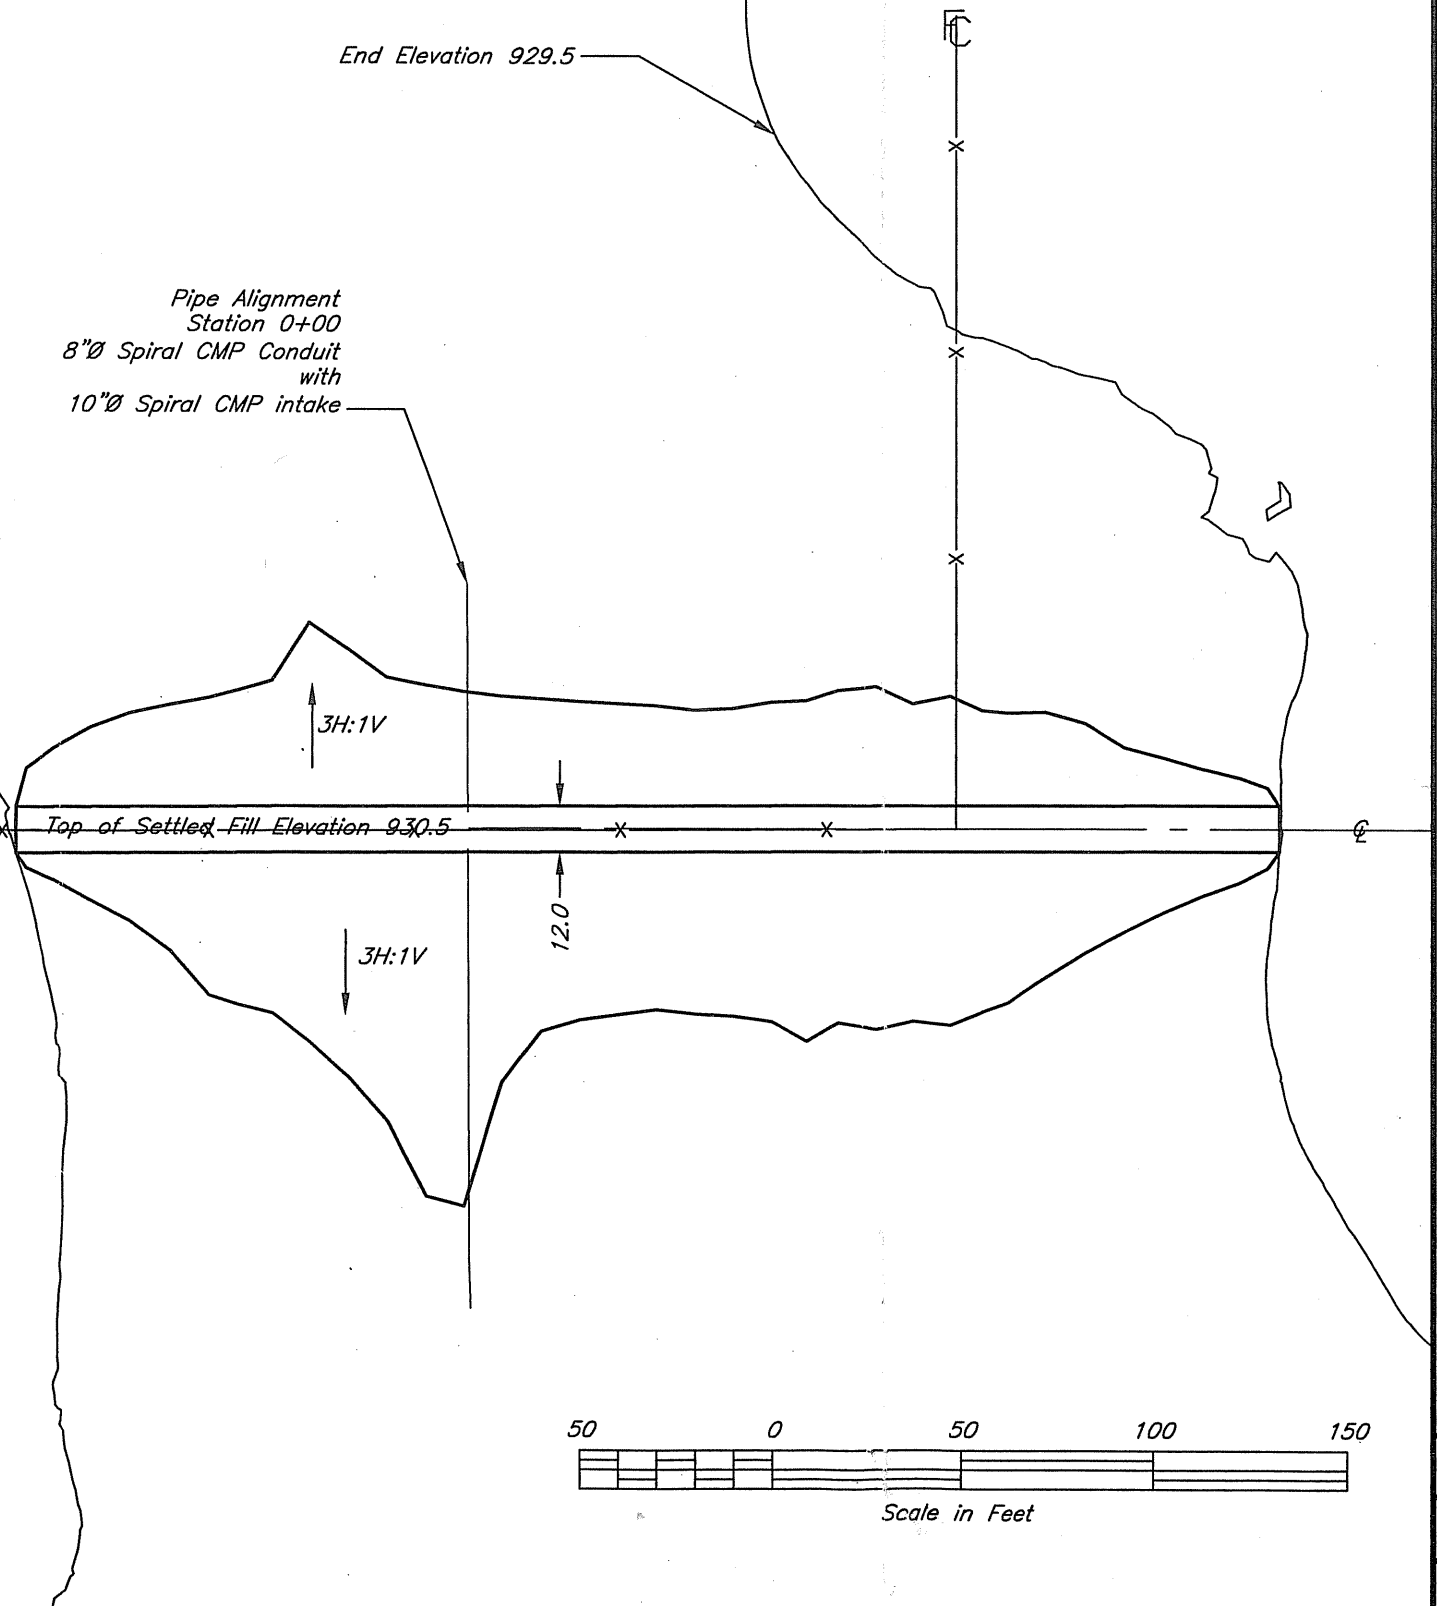 FC
End Elevation 929.5
Pipe Alignment
Station 0+00
8"Ø Spiral CMP Conduit
with
10"Ø Spiral CMP intake
3H:1V
Top of Settled Fill Elevation 930.5
℄
12.0
3H:1V
50 0 50 100 150
Scale in Feet